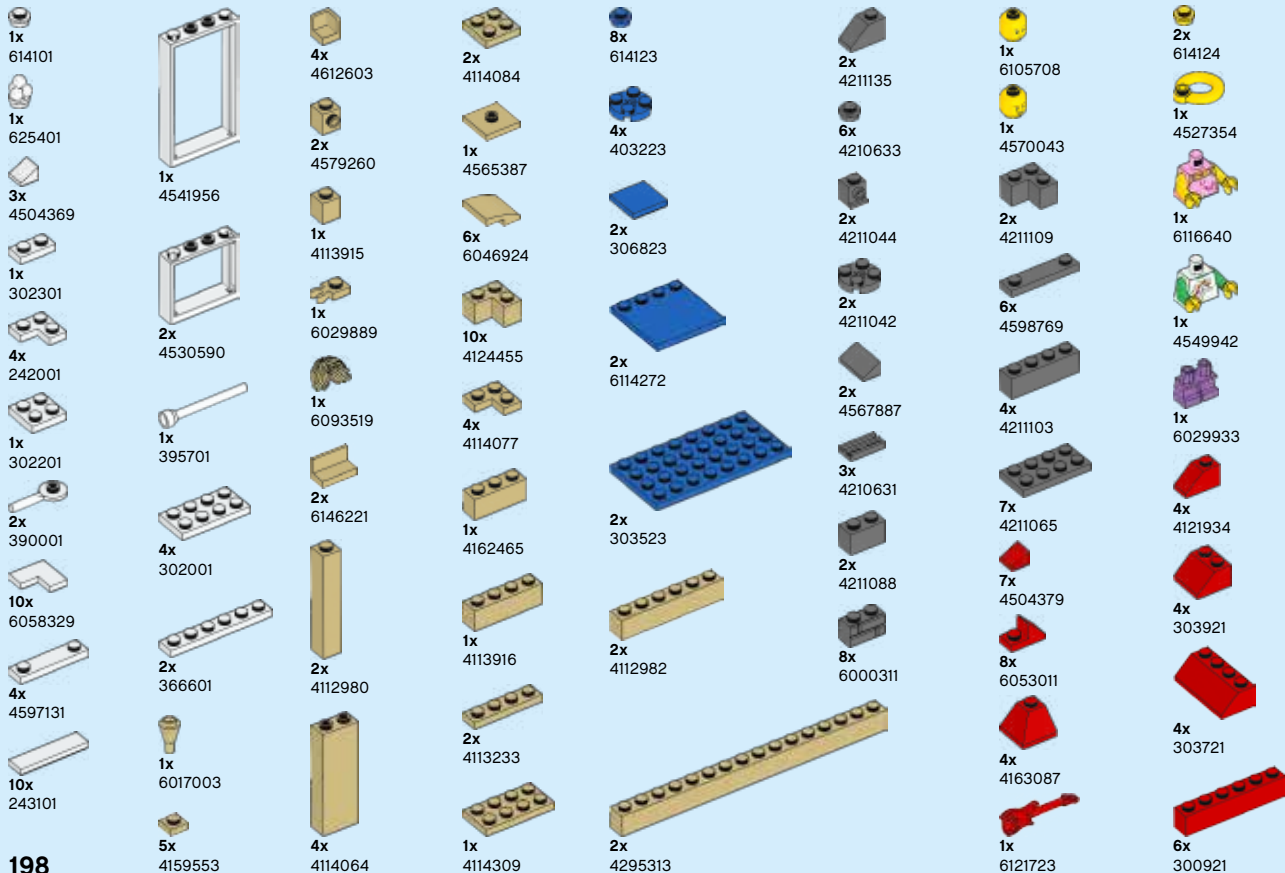 1x
614101
1x
625401
3x
4504369
1x
302301
4x
242001
1x
302201
2x
390001
10x
6058329
4x
4597131
10x
243101
198
1x
4541956
2x
4530590
1x
395701
4x
302001
2x
366601
1x
6017003
5x
4159553
4x
4612603
2x
4579260
1x
4113915
1x
6029889
1x
6093519
2x
6146221
2x
4112980
4x
4114064
2x
4114084
1x
4565387
6x
6046924
10x
4124455
4x
4114077
1x
4162465
1x
4113916
2x
4113233
1x
4114309
8x
614123
4x
403223
2x
306823
2x
6114272
2x
303523
2x
4112982
2x
4295313
2x
4211135
6x
4210633
2x
4211044
2x
4211042
2x
4567887
3x
4210631
2x
4211088
8x
6000311
1x
6105708
1x
4570043
2x
4211109
6x
4598769
4x
4211103
7x
4211065
7x
4504379
8x
6053011
4x
4163087
1x
6121723
2x
614124
1x
4527354
1x
6116640
1x
4549942
1x
6029933
4x
4121934
4x
303921
4x
303721
6x
300921